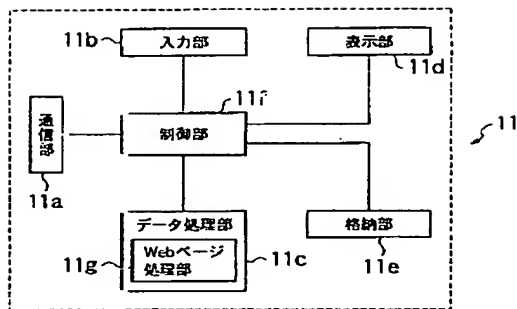 11b
入力部
表示部
11d
11f
通信部
制御部
11
11a
データ処理部
Webページ
処理部
11g
11c
格納部
11e